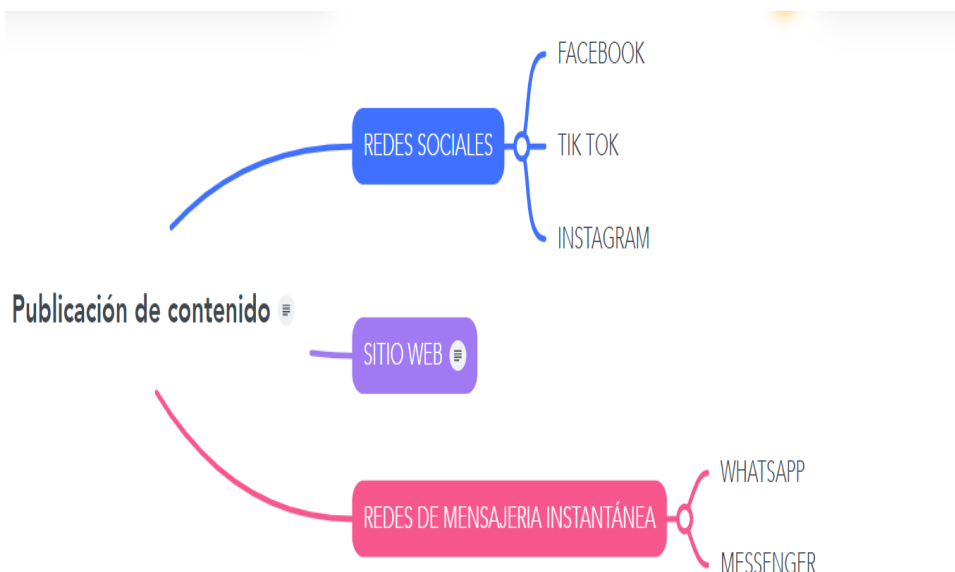 FACEBOOK
REDES SOCIALES
TIK TOK
INSTAGRAM
Publicación de contenido
SITIO WEB
WHATSAPP
REDES DE MENSAJERIA INSTANTÁNEA
MESSENGER